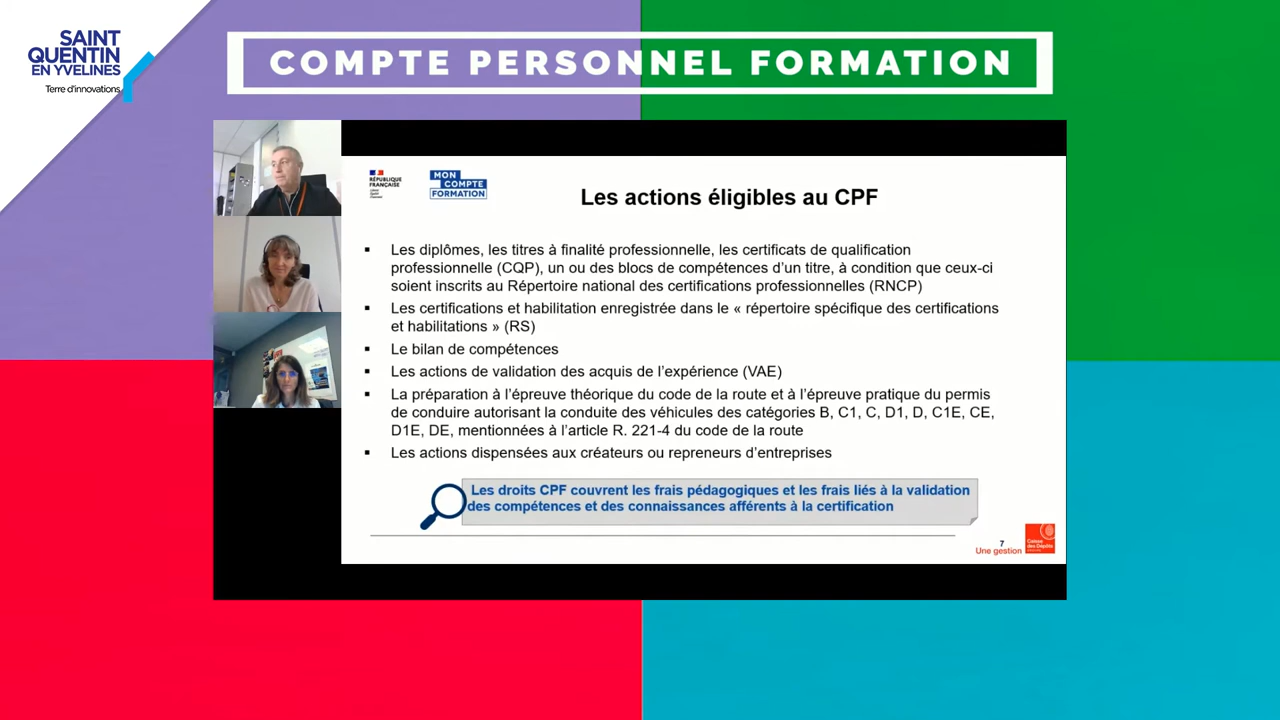 SAINT
QUENTIN
EN YVELINES
Terre d'innovations
COMPTE PERSONNEL FORMATION
RÉPUBLIQUE
FRANÇAISE
MON
COMPTE
FORMATION
Les actions éligibles au CPF
▪ Les diplômes, les titres à finalité professionnelle, les certificats de qualification
professionnelle (CQP), un ou des blocs de compétences d'un titre, à condition que ceux-ci
soient inscrits au Répertoire national des certifications professionnelles (RNCP)
▪ Les certifications et habilitation enregistrée dans le « répertoire spécifique des certifications
et habilitations » (RS)
▪ Le bilan de compétences
▪ Les actions de validation des acquis de l'expérience (VAE)
▪ La préparation à l'épreuve théorique du code de la route et à l'épreuve pratique du permis
de conduire autorisant la conduite des véhicules des catégories B, C1, C, D1, D, C1E, CE,
D1E, DE, mentionnées à l'article R. 221-4 du code de la route
▪ Les actions dispensées aux créateurs ou repreneurs d'entreprises
Les droits CPF couvrent les frais pédagogiques et les frais liés à la validation
des compétences et des connaissances afférents à la certification
7
Une gestion
Caisse
des Dépôts